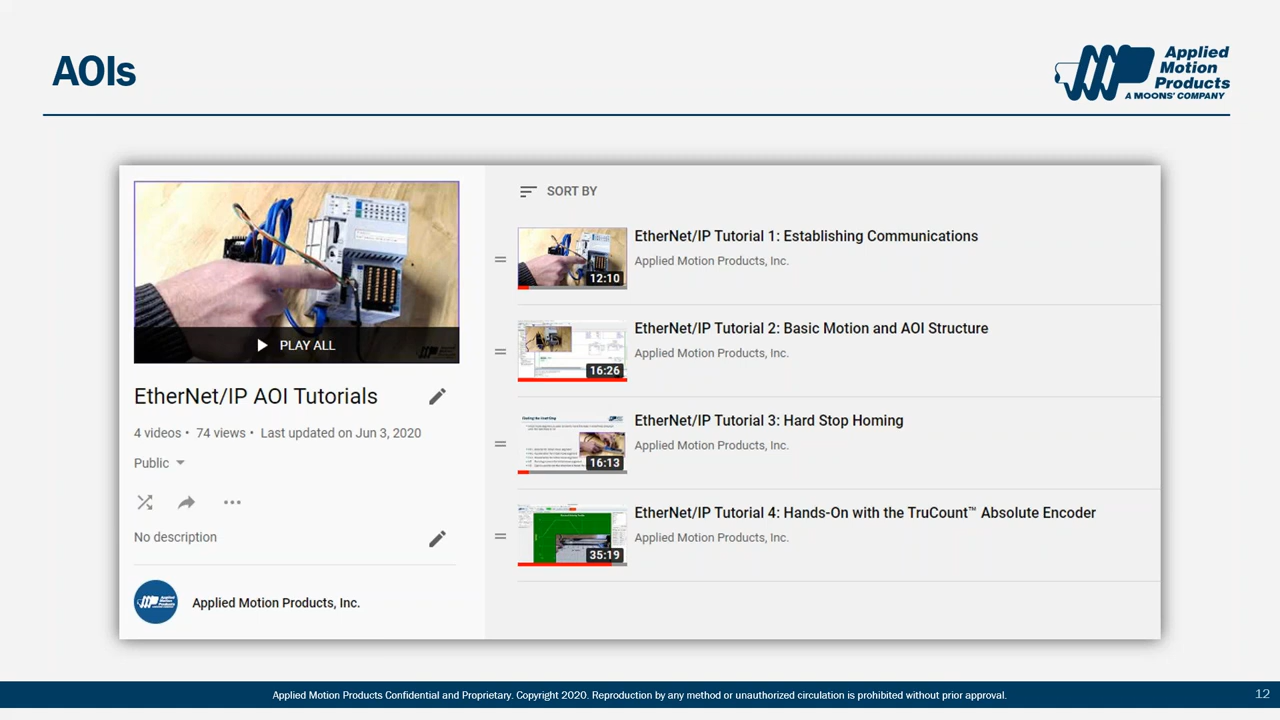 AOIs
Applied
Motion
Products
A MOONS' COMPANY
PLAY ALL
EtherNet/IP AOI Tutorials
4 videos • 74 views • Last updated on Jun 3, 2020
Public
No description
Applied Motion Products, Inc.
SORT BY
EtherNet/IP Tutorial 1: Establishing Communications
Applied Motion Products, Inc.
12:10
EtherNet/IP Tutorial 2: Basic Motion and AOI Structure
Applied Motion Products, Inc.
16:26
EtherNet/IP Tutorial 3: Hard Stop Homing
Applied Motion Products, Inc.
16:13
EtherNet/IP Tutorial 4: Hands-On with the TruCount™ Absolute Encoder
Applied Motion Products, Inc.
35:19
Applied Motion Products Confidential and Proprietary. Copyright 2020. Reproduction by any method or unauthorized circulation is prohibited without prior approval.
12